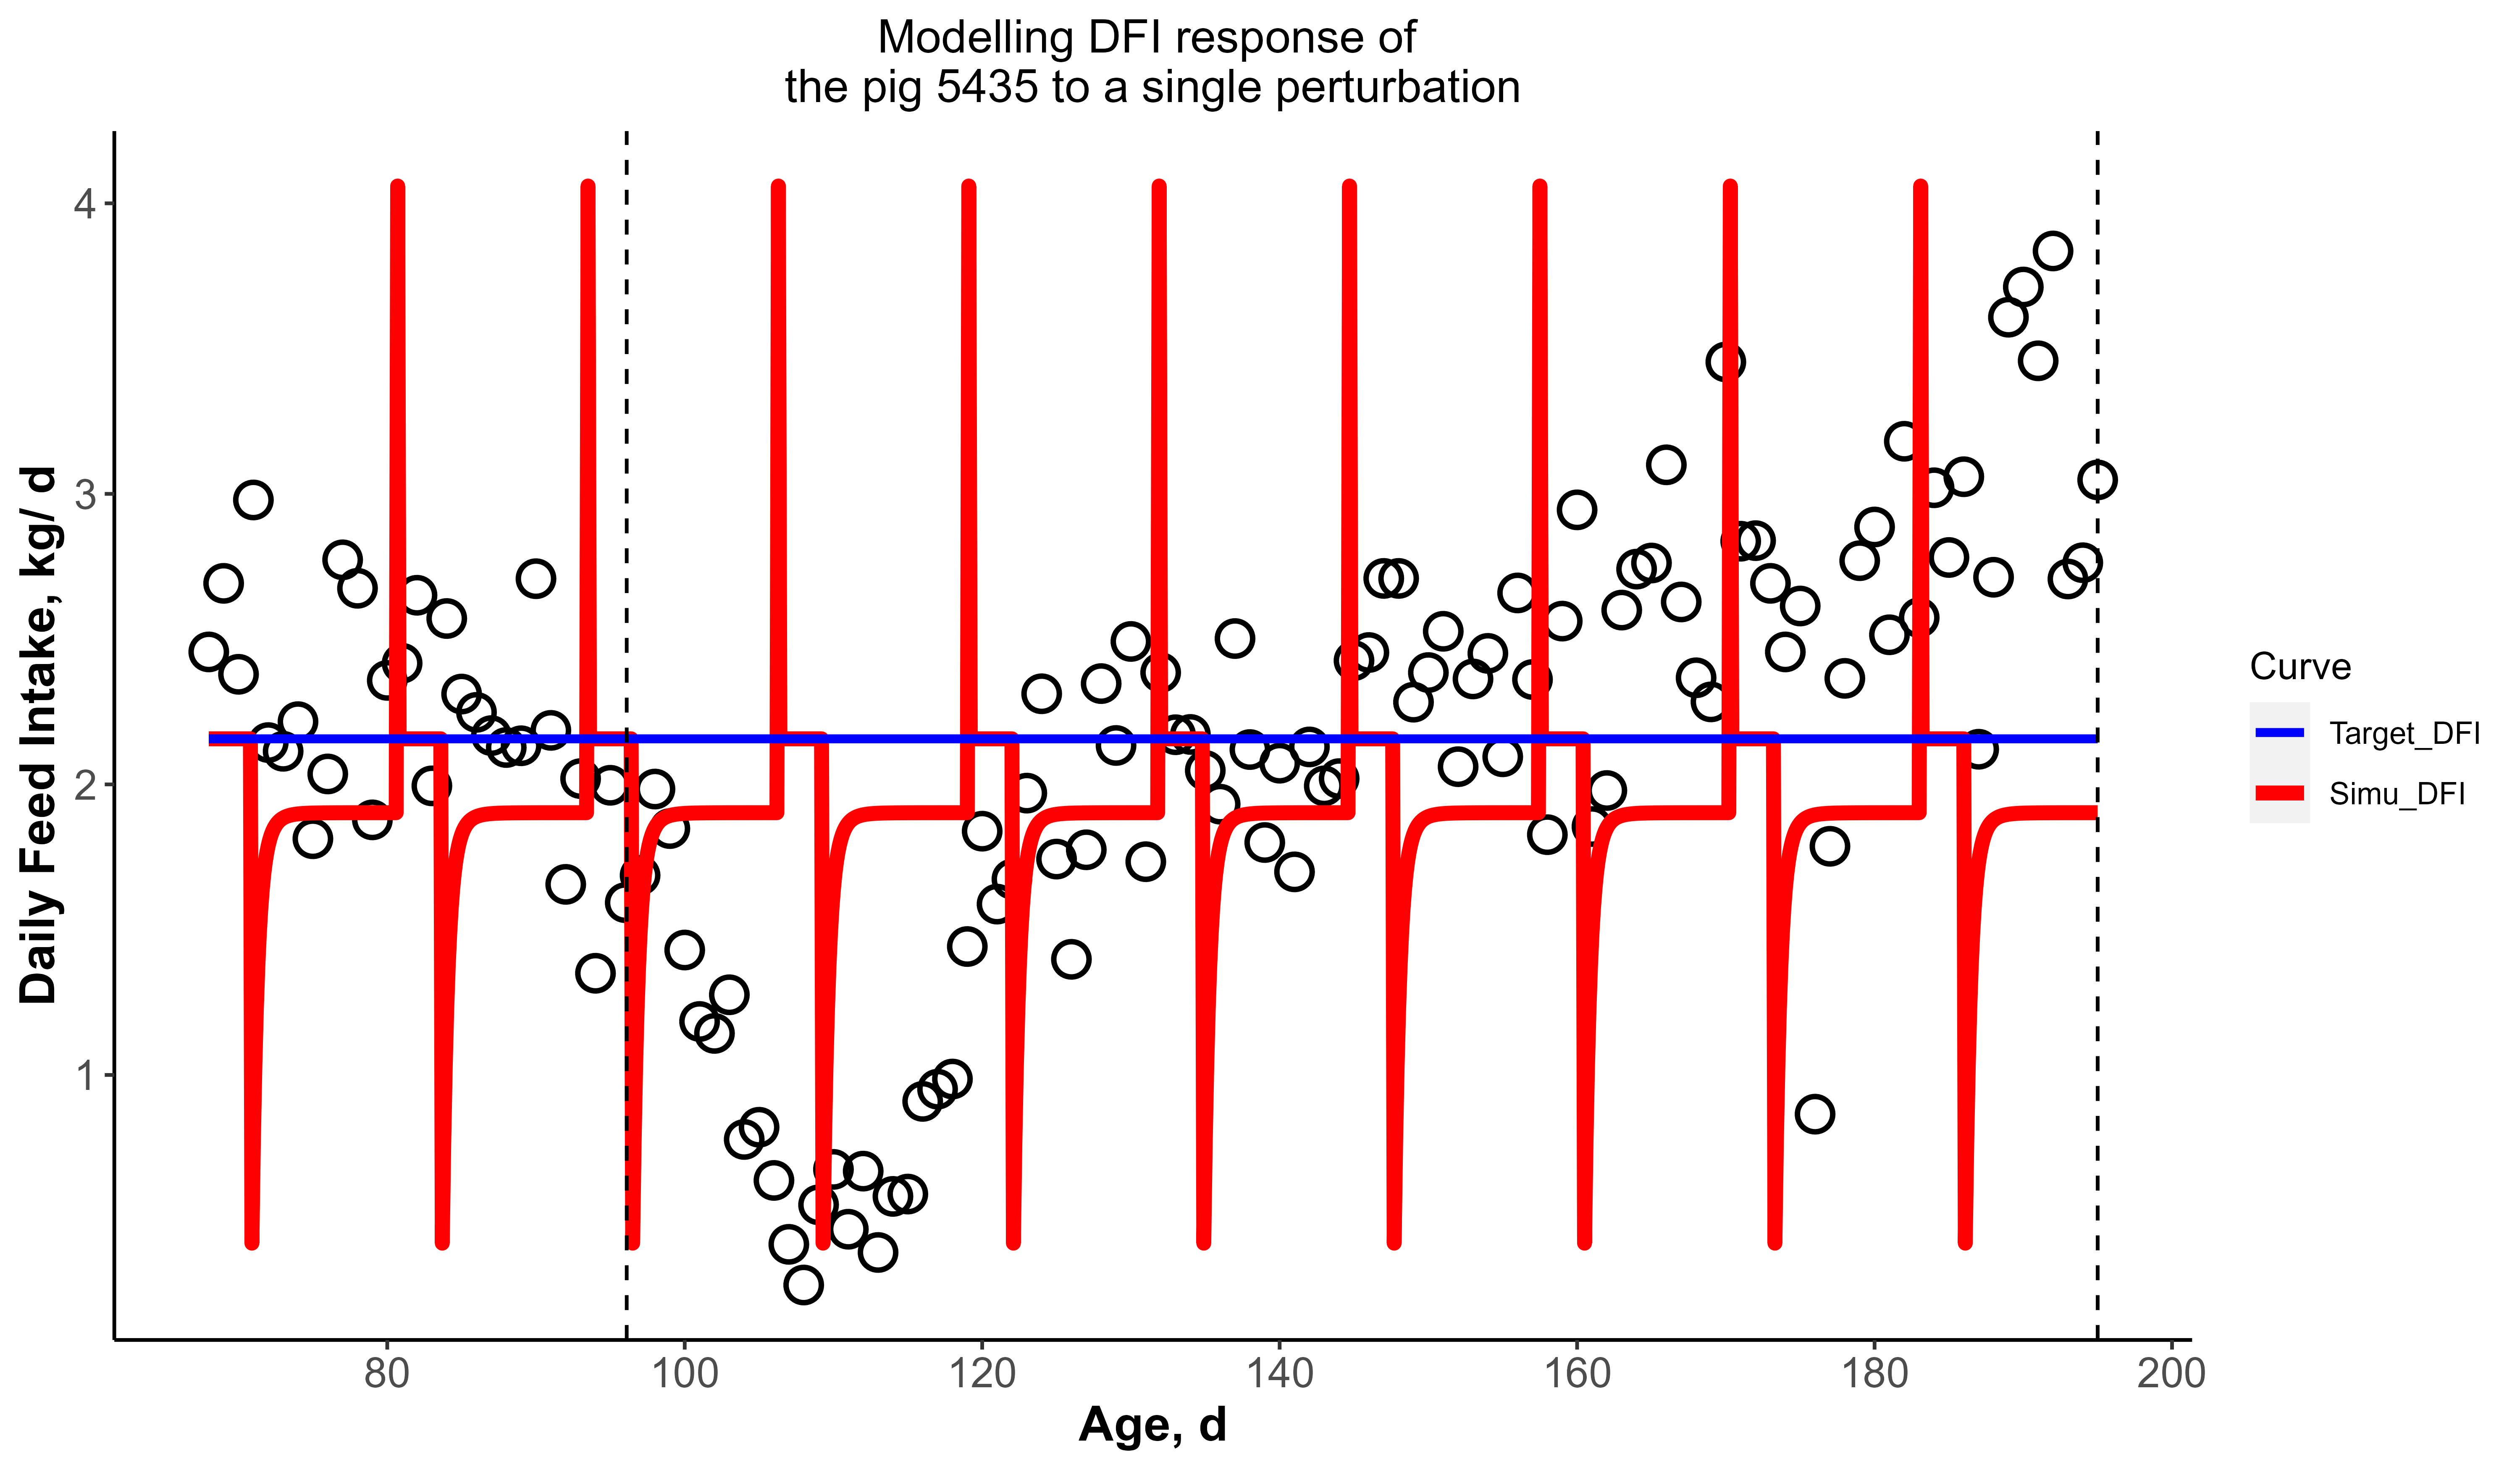 Modelling DFI response of
the pig 5435 to a single perturbation
4
3
2
1
Daily Feed Intake, kg/ d
80 100 120 140 160 180 200
Age, d
Curve
Target_DFI
Simu_DFI